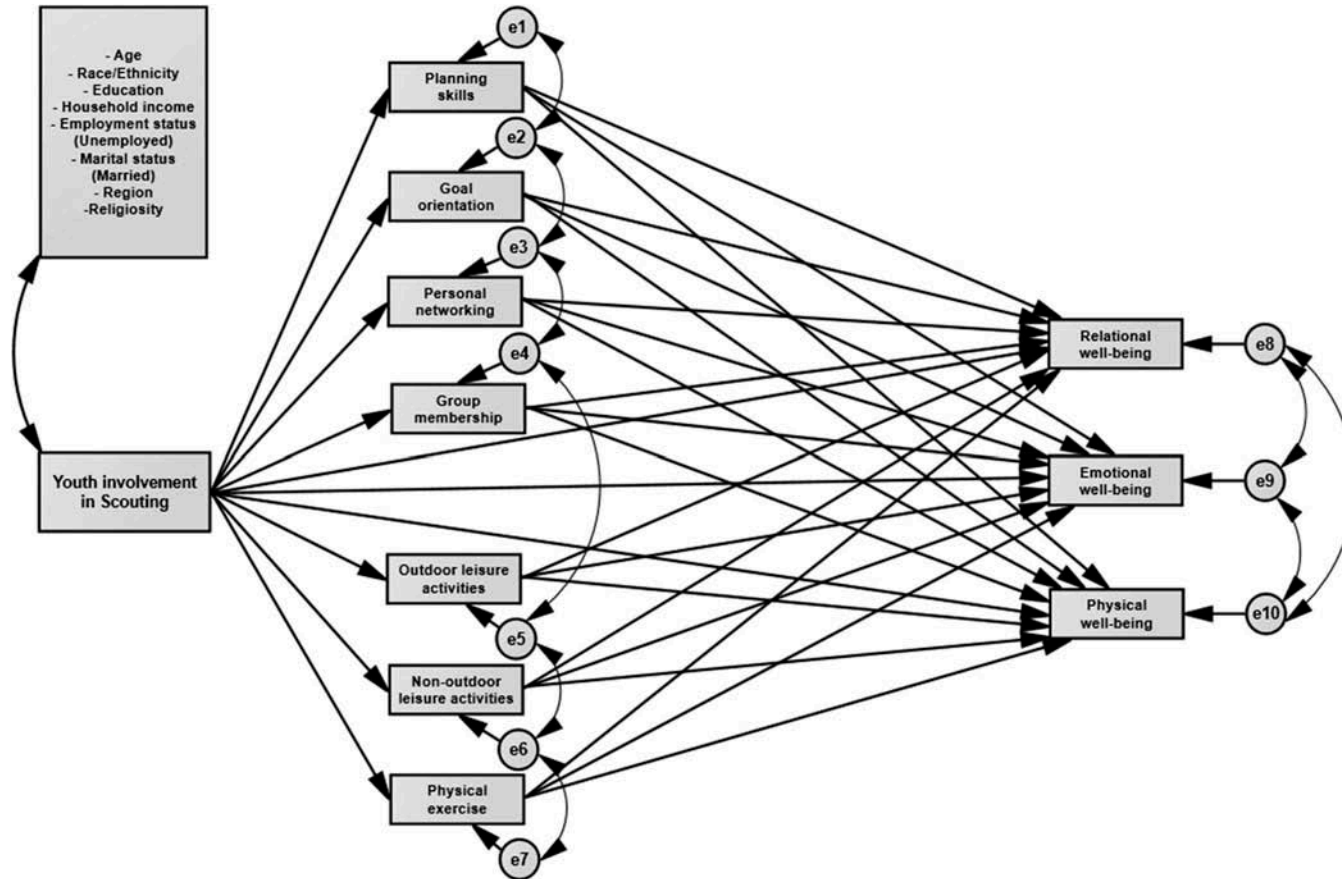 - Age
- Race/Ethnicity
- Education
- Household income
- Employment status
(Unemployed)
- Marital status
(Married)
- Region
-Religiosity
Youth involvement
in Scouting
e1
Planning
skills
e2
Goal
orientation
e3
Personal
networking
e4
Group
membership
Outdoor leisure
activities
e5
Non-outdoor
leisure activities
e6
Physical
exercise
e7
Relational
well-being
e8
Emotional
well-being
e9
Physical
well-being
e10